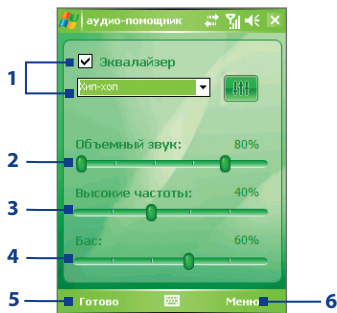 аудио-помощник
1
Эквалайзер
Хип-хоп
Объемный звук: 80%
2
Высокие частоты: 40%
3
Бас: 60%
4
5 Готово Меню 6